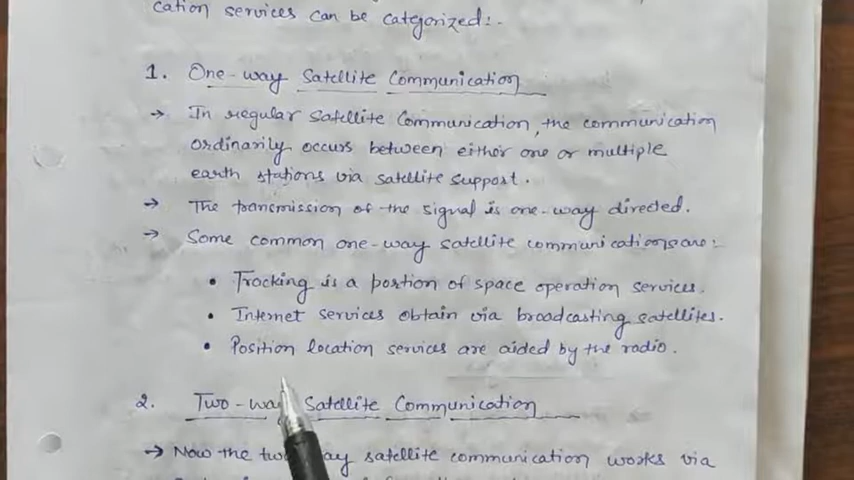 cation services can be categorized:-
1. One-way Satellite Communication
→ In regular satellite Communication, the communication
ordinarily occurs between either one or multiple
earth stations via satellite support.
→ The transmission of the signal is one-way directed.
→ Some common one-way satellite communications are:
• Tracking is a portion of space operation services.
• Internet services obtain via broadcasting satellites.
• Position location services are aided by the radio.
2. Two-way Satellite Communication
→ Now the two way satellite communication works via